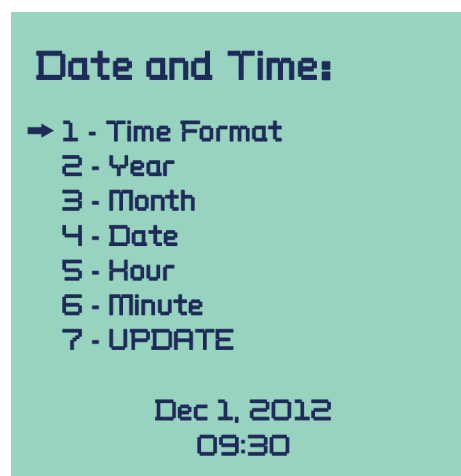 Date and Time:
→ 1 - Time Format
2 - Year
3 - Month
4 - Date
5 - Hour
6 - Minute
7 - UPDATE
Dec 1, 2012
09:30